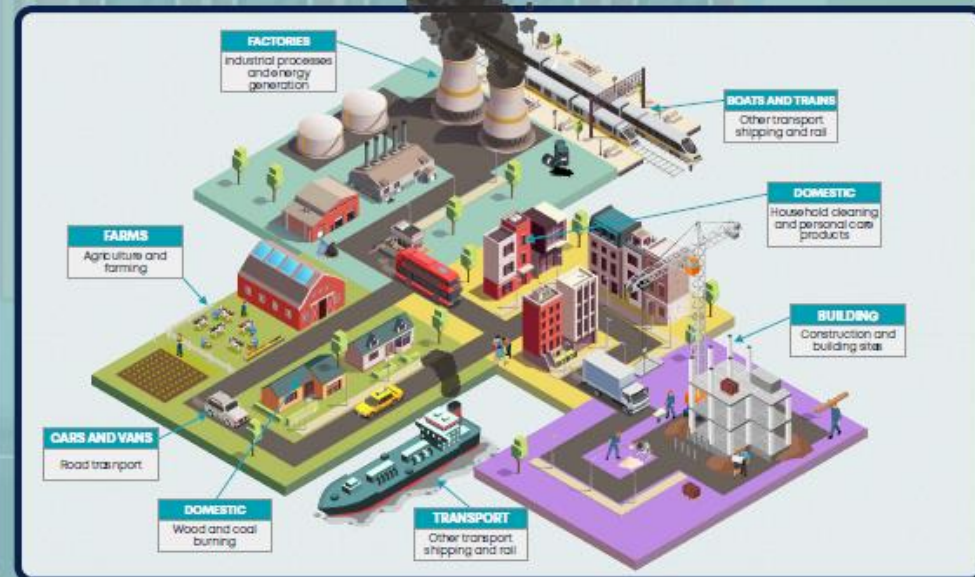 FACTORIES
Industrial processes
and energy
generation
BOATS AND TRAINS
Other transport
shipping and rail
DOMESTIC
Household cleaning
and personal care
products
FARMS
Agriculture and
farming
BUILDING
Construction and
building sites
CARS AND VANS
Road trasnport
DOMESTIC
Wood and coal
burning
TRANSPORT
Other transport
shipping and rail